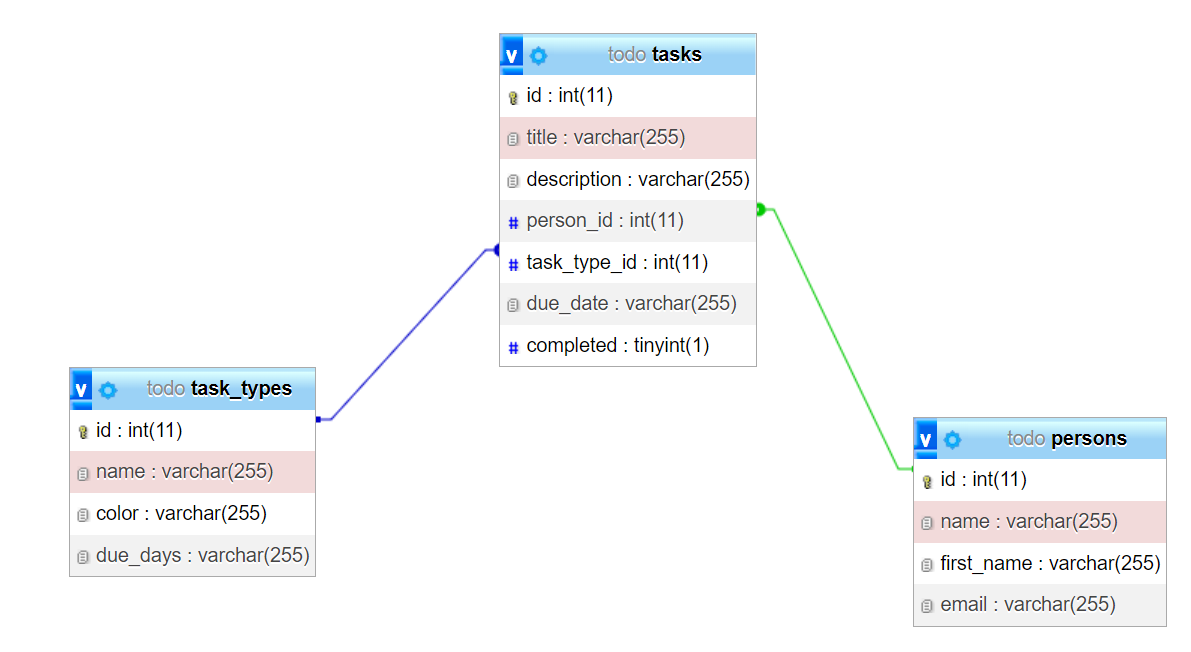 v todo tasks
id : int(11)
title : varchar(255)
description : varchar(255)
# person_id : int(11)
# task_type_id : int(11)
due_date : varchar(255)
# completed : tinyint(1)
v todo task_types
id : int(11)
name : varchar(255)
color : varchar(255)
due_days : varchar(255)
v todo persons
id : int(11)
name : varchar(255)
first_name : varchar(255)
email : varchar(255)